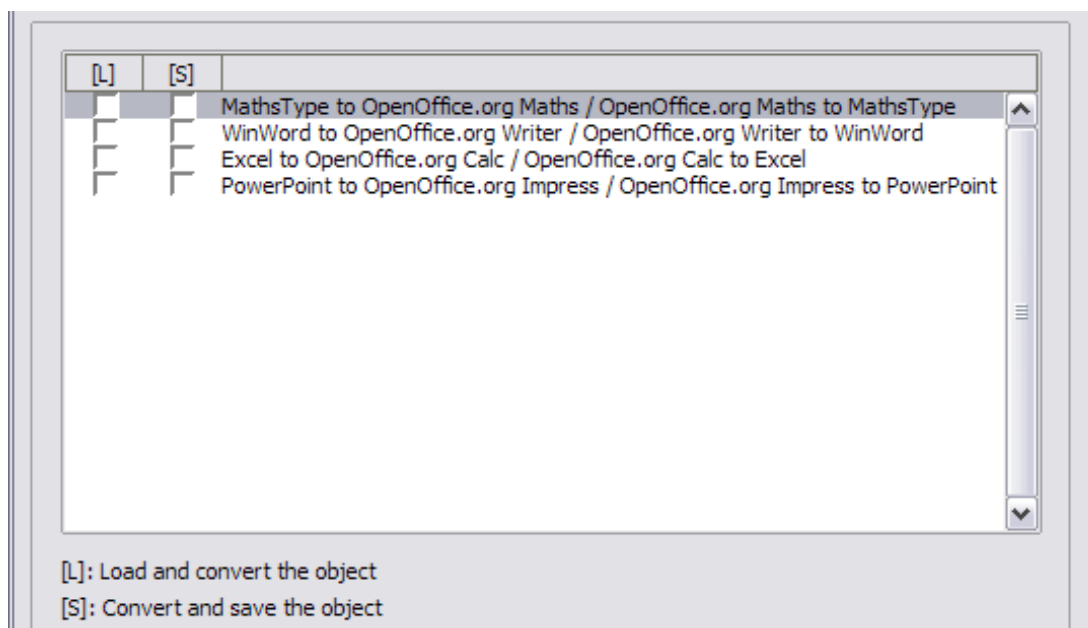 [L] [S]
MathsType to OpenOffice.org Maths / OpenOffice.org Maths to MathsType
WinWord to OpenOffice.org Writer / OpenOffice.org Writer to WinWord
Excel to OpenOffice.org Calc / OpenOffice.org Calc to Excel
PowerPoint to OpenOffice.org Impress / OpenOffice.org Impress to PowerPoint
[L]: Load and convert the object
[S]: Convert and save the object